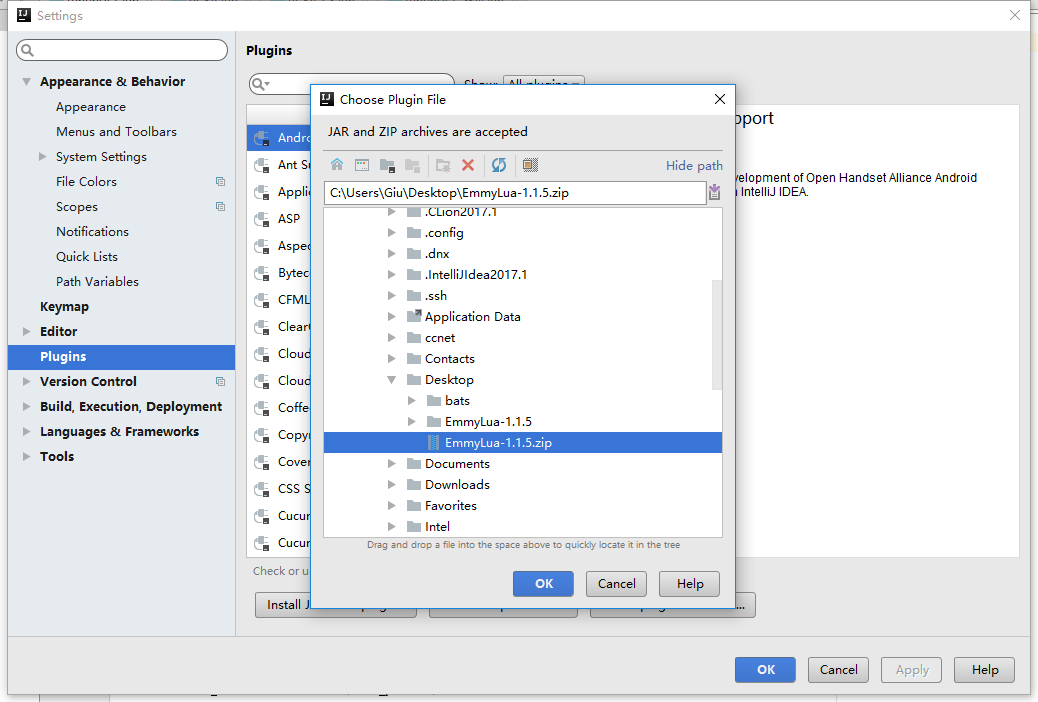 Settings
Appearance & Behavior
Appearance
Menus and Toolbars
System Settings
File Colors
Scopes
Notifications
Quick Lists
Path Variables
Keymap
Editor
Plugins
Version Control
Build, Execution, Deployment
Languages & Frameworks
Tools
Plugins
Show: All plugins
Andro
Ant Su
Applic
ASP
Aspec
Bytec
CFML
ClearC
Cloud
Cloud
Coffe
Copyr
Cover
CSS S
Cucur
Cucur
Check or u
Install J
...
pport
velopment of Open Handset Alliance Android
IntelliJ IDEA.
Choose Plugin File
JAR and ZIP archives are accepted
Hide path
C:\Users\Giu\Desktop\EmmyLua-1.1.5.zip
.CLion2017.1
.config
.dnx
.IntelliJIdea2017.1
.ssh
Application Data
ccnet
Contacts
Desktop
bats
EmmyLua-1.1.5
EmmyLua-1.1.5.zip
Documents
Downloads
Favorites
Intel
Drag and drop a file into the space above to quickly locate it in the tree
OK Cancel Help
OK Cancel Apply Help